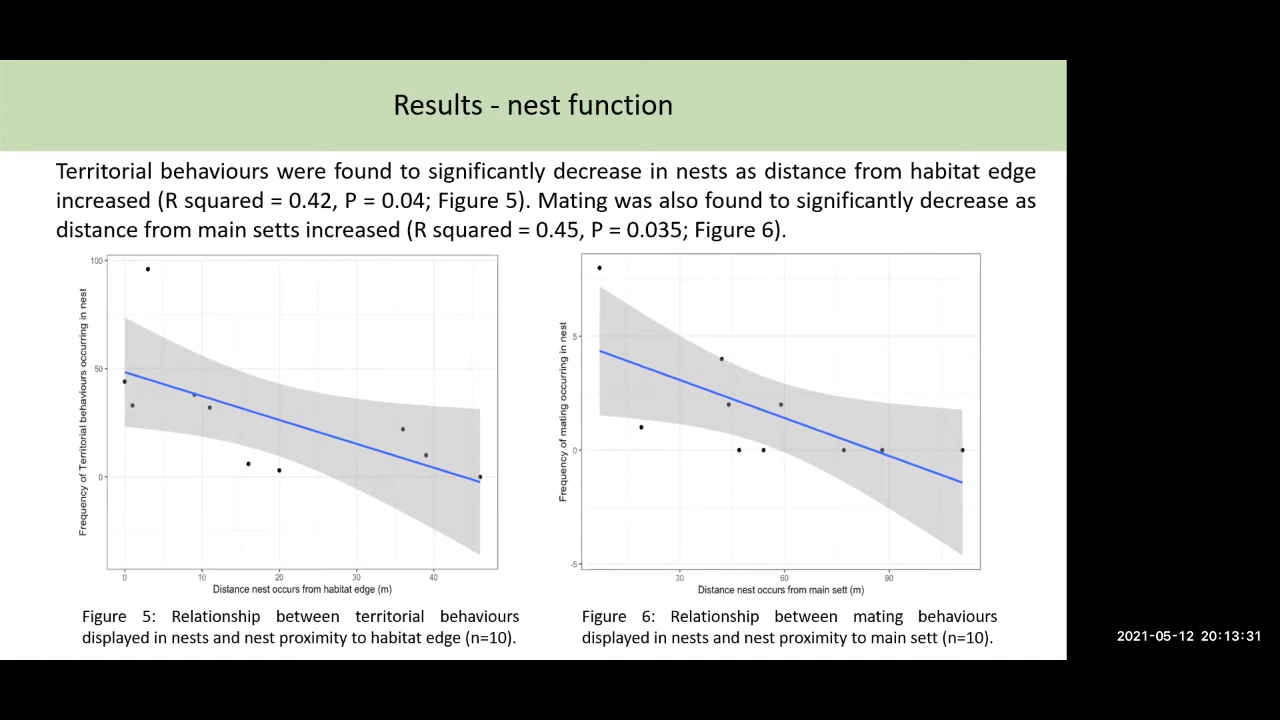 Results - nest function
Territorial behaviours were found to significantly decrease in nests as distance from habitat edge
increased (R squared = 0.42, P = 0.04; Figure 5). Mating was also found to significantly decrease as
distance from main setts increased (R squared = 0.45, P = 0.035; Figure 6).
Frequency of Territorial behaviours occurring in nest
100
50
0
0 10 20 30 40
Distance nest occurs from habitat edge (m)
Figure 5: Relationship between territorial behaviours
displayed in nests and nest proximity to habitat edge (n=10).
Frequency of mating occurring in nest
5
0
-5
30 60 90
Distance nest occurs from main sett (m)
Figure 6: Relationship between mating behaviours
displayed in nests and nest proximity to main sett (n=10).
2021-05-12 20:13:31